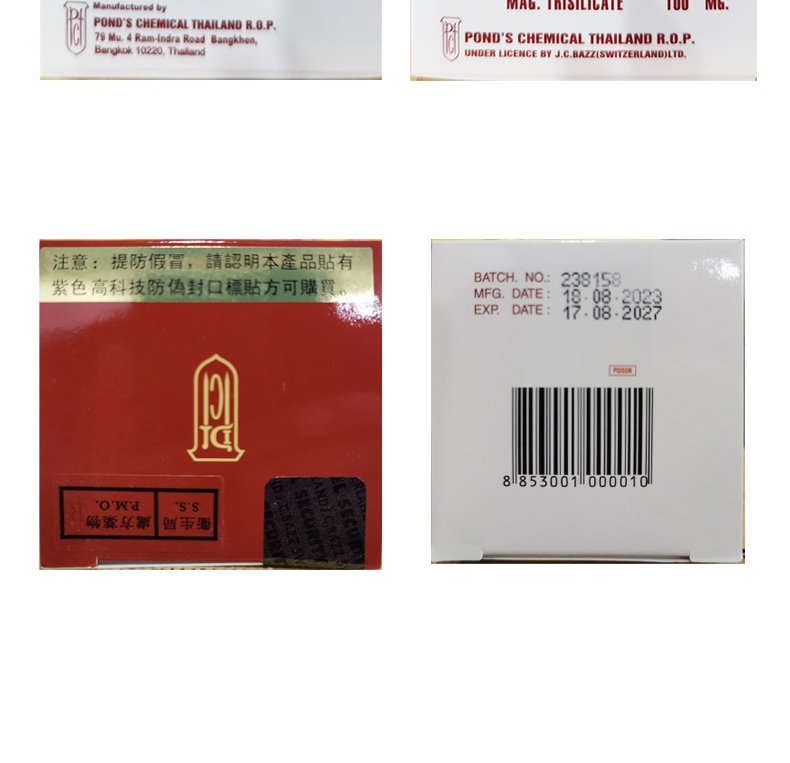 Manufactured by
POND'S CHEMICAL THAILAND R.O.P.
79 Mu. 4 Ram-Indra Road Bangkhen,
Bangkok 10220, Thailand
MAG. TRISILICATE 100 MG.
POND'S CHEMICAL THAILAND R.O.P.
UNDER LICENCE BY J.C.BAZZ(SWITZERLAND)LTD.
注意：提防假冒，請認明本產品貼有
紫色高科技防偽封口標貼方可購買。
衞生局 處方藥物
S.S. P.M.O.
SECURITY
J.C.BAZZ
BATCH. NO.: 238158
MFG. DATE: 18·08·2023
EXP. DATE: 17·08·2027
POISON
8 853001 000010